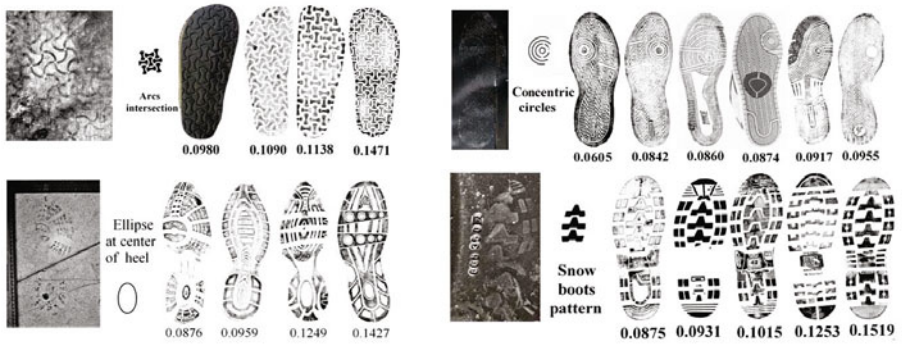 Arcs
intersection
0.0980 0.1090 0.1138 0.1471
Concentric
circles
0.0605 0.0842 0.0860 0.0874 0.0917 0.0955
Ellipse
at center
of heel
0.0876 0.0959 0.1249 0.1427
Snow
boots
pattern
0.0875 0.0931 0.1015 0.1253 0.1519